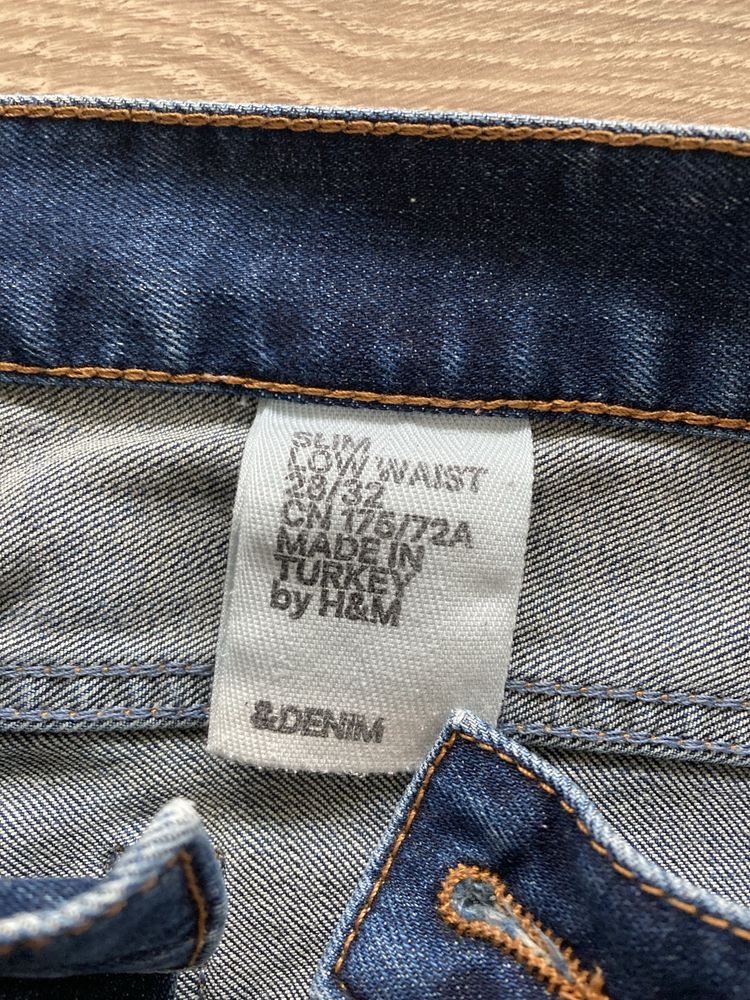 SLIM
LOW WAIST
28/32
CN 175/72A
MADE IN
TURKEY
by H&M
&DENIM